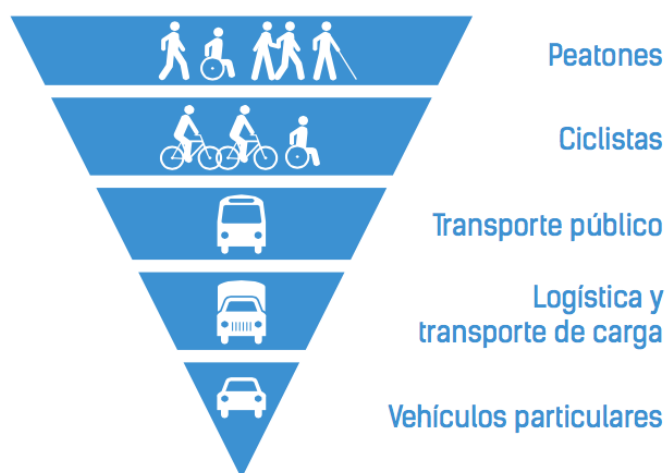 Peatones
Ciclistas
Transporte público
Logística y
transporte de carga
Vehículos particulares